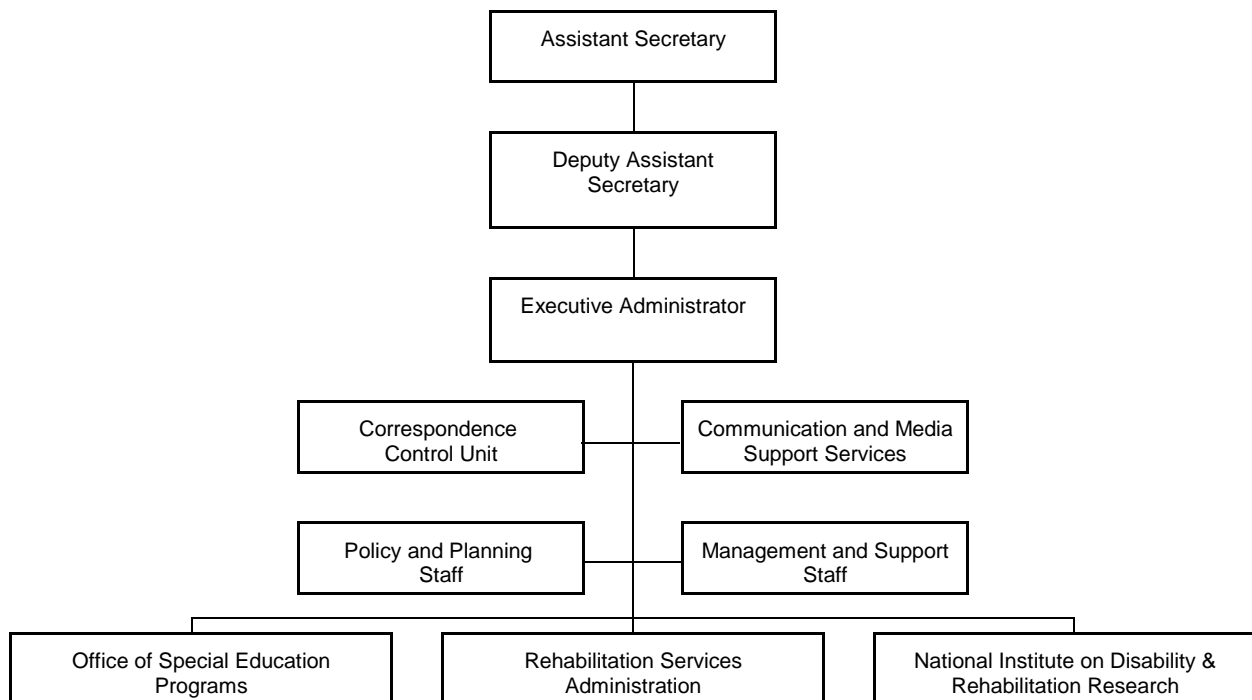 Assistant Secretary
Deputy Assistant
Secretary
Executive Administrator
Correspondence
Control Unit
Communication and Media
Support Services
Policy and Planning
Staff
Management and Support
Staff
Office of Special Education
Programs
Rehabilitation Services
Administration
National Institute on Disability &
Rehabilitation Research